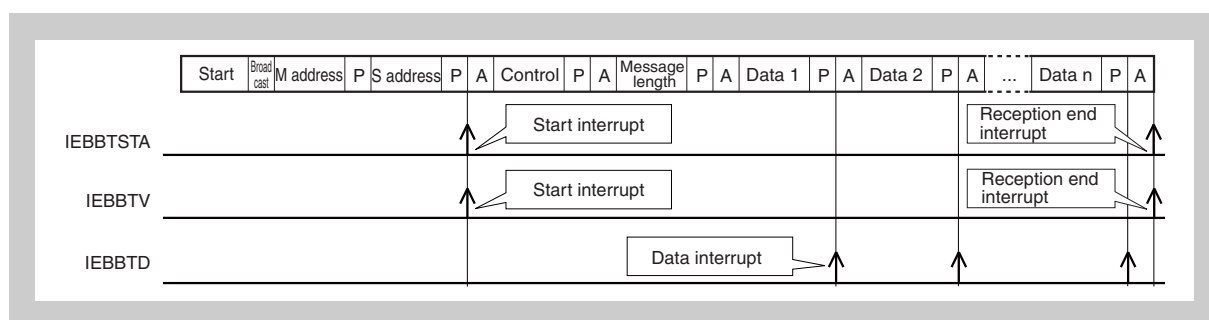 Start Broad cast M address P S address P A Control P A Message length P A Data 1 P A Data 2 P A ... Data n P A
IEBBTSTA
Start interrupt
Reception end
interrupt
IEBBTV
Start interrupt
Reception end
interrupt
IEBBTD
Data interrupt